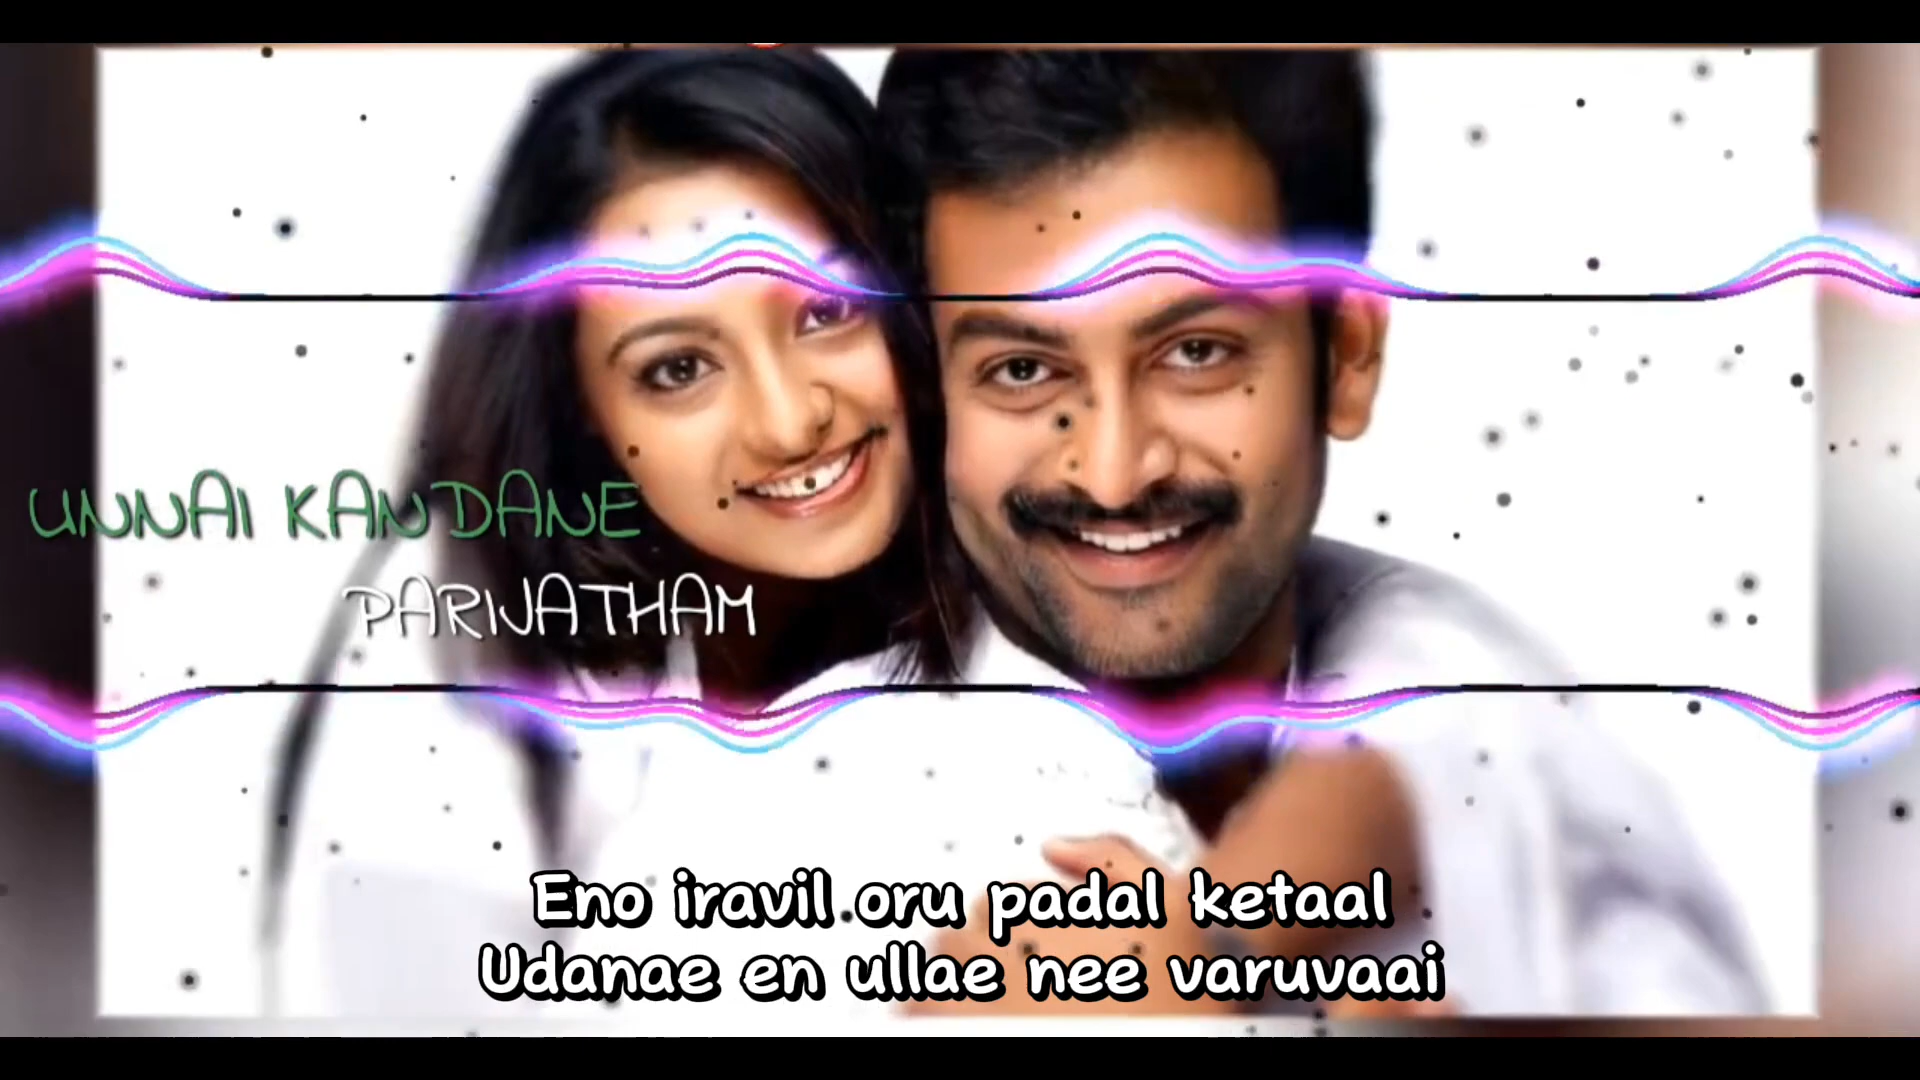 UNNAI KANDANE
PARIJATHAM
Eno iravil oru padal ketaal
Udanae en ullae nee varuvaai